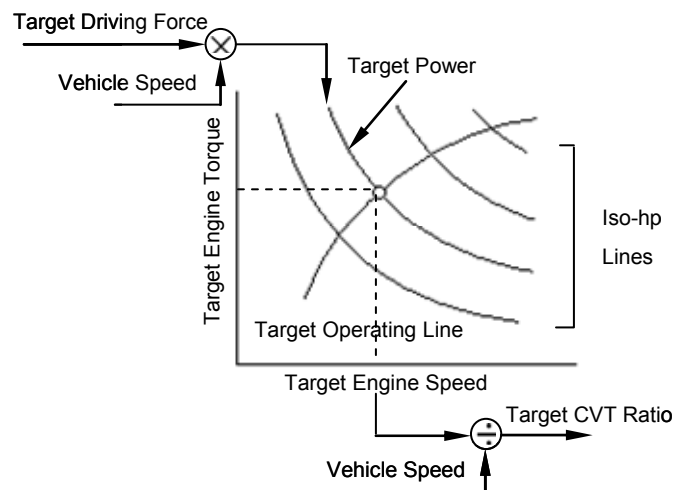 Target Driving Force
Vehicle Speed
Target Power
Target Engine Torque
Iso-hp
Lines
Target Operating Line
Target Engine Speed
Target CVT Ratio
Vehicle Speed